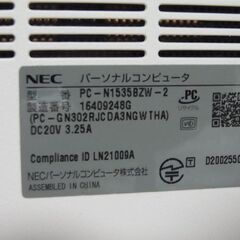 NEC パーソナルコンピュータ
型 番 PC-N1535BZW-2
製造番号 16409248G
(PC-GN302RJCDA3NGWTHA)
DC20V 3.25A
PC
Compliance ID LN21009A
D2002550
NECパーソナルコンピュータ株式会社
ASSEMBLED IN CHINA